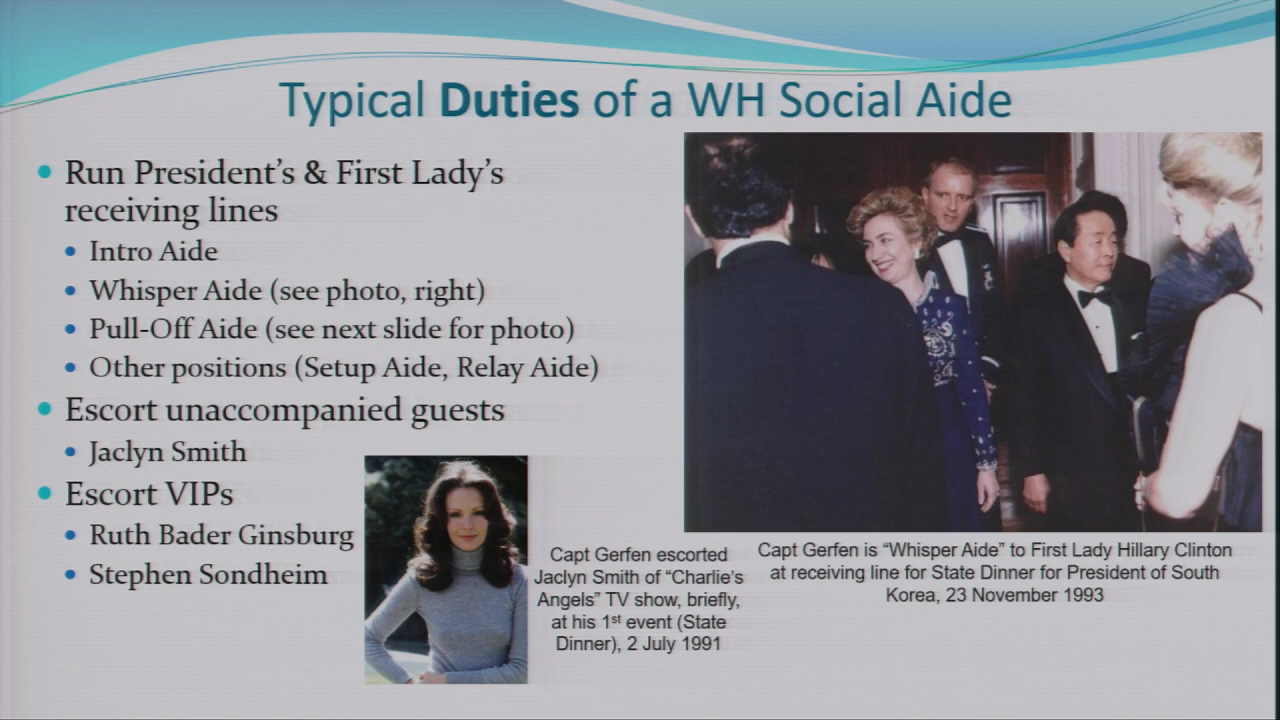 Typical Duties of a WH Social Aide
Run President’s & First Lady’s
receiving lines
Intro Aide
Whisper Aide (see photo, right)
Pull-Off Aide (see next slide for photo)
Other positions (Setup Aide, Relay Aide)
Escort unaccompanied guests
Jaclyn Smith
Escort VIPs
Ruth Bader Ginsburg
Stephen Sondheim
Capt Gerfen escorted
Jaclyn Smith of “Charlie’s
Angels” TV show, briefly,
at his 1st event (State
Dinner), 2 July 1991
Capt Gerfen is “Whisper Aide” to First Lady Hillary Clinton
at receiving line for State Dinner for President of South
Korea, 23 November 1993